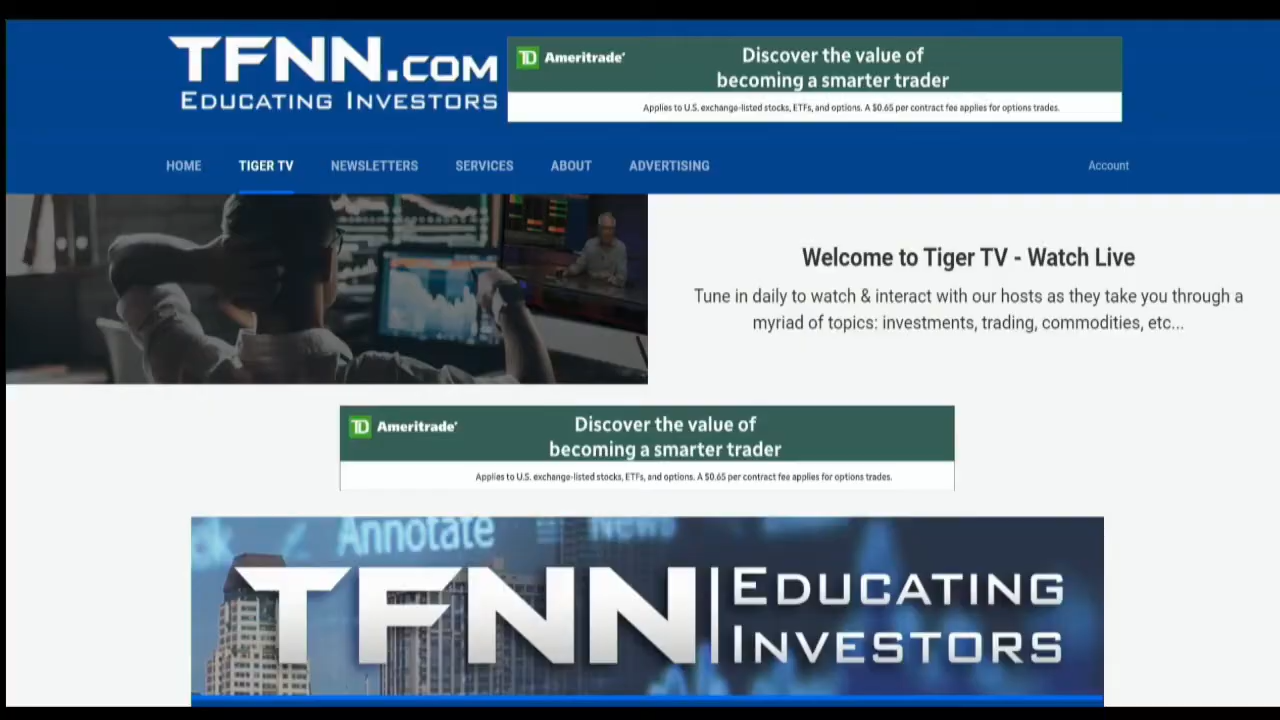 TFNN.COM
EDUCATING INVESTORS
TD Ameritrade
Discover the value of
becoming a smarter trader
Applies to U.S. exchange-listed stocks, ETFs, and options. A $0.65 per contract fee applies for options trades.
HOME TIGER TV NEWSLETTERS SERVICES ABOUT ADVERTISING Account
Welcome to Tiger TV - Watch Live
Tune in daily to watch & interact with our hosts as they take you through a
myriad of topics: investments, trading, commodities, etc...
TD Ameritrade
Discover the value of
becoming a smarter trader
Applies to U.S. exchange-listed stocks, ETFs, and options. A $0.65 per contract fee applies for options trades.
Annotate News
TFNN EDUCATING
INVESTORS